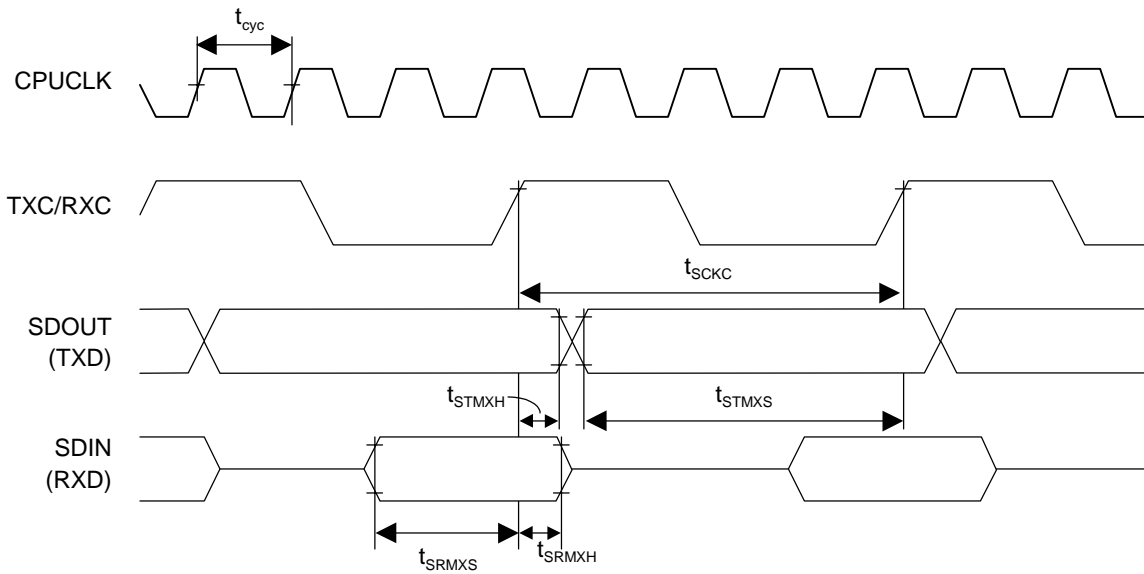 tcyc
CPUCLK
TXC/RXC
tSCKC
SDOUT
(TXD)
tSTMXH
tSTMXS
SDIN
(RXD)
tSRMXS
tSRMXH